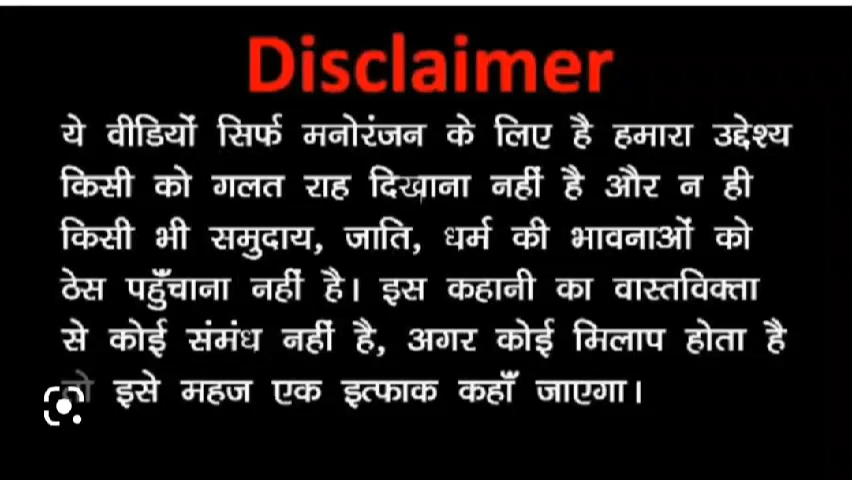 Disclaimer
ये वीडियों सिर्फ मनोरंजन के लिए है हमारा उद्देश्य
किसी को गलत राह दिखाना नहीं है और न ही
किसी भी समुदाय, जाति, धर्म की भावनाओं को
ठेस पहुँचाना नहीं है। इस कहानी का वास्तविक्ता
से कोई संमंध नहीं है, अगर कोई मिलाप होता है
इसे महज एक इत्फाक कहाँ जाएगा।